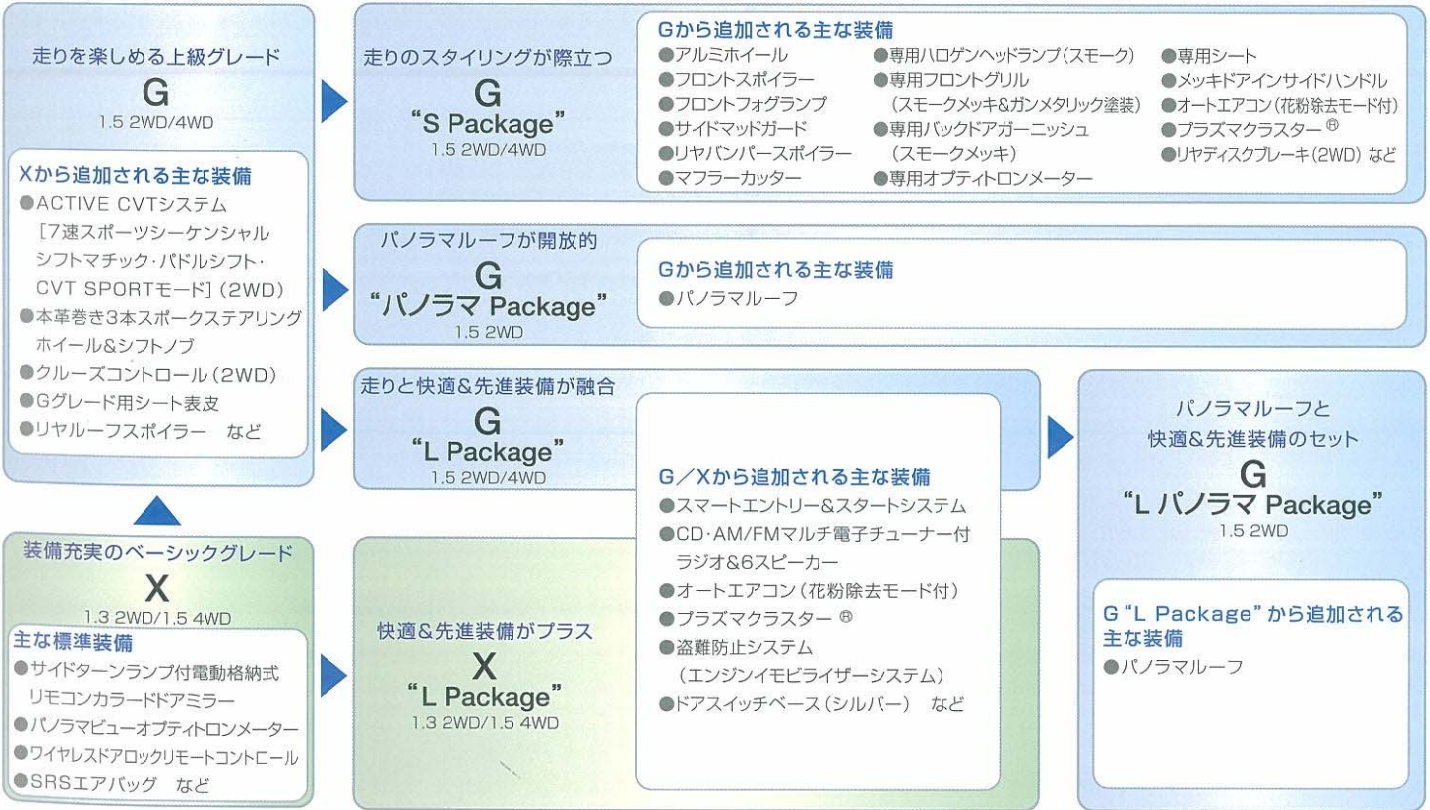 走りを楽しめる上級グレード
G
1.5 2WD/4WD
Xから追加される主な装備
●ACTIVE CVTシステム
[7速スポーツシーケンシャル
シフトマチック・パドルシフト・
CVT SPORTモード](2WD)
●本革巻き3本スポークステアリング
ホイール&シフトノブ
●クルーズコントロール(2WD)
●Gグレード用シート表皮
●リヤルーフスポイラー など
走りのスタイリングが際立つ
G
“S Package”
1.5 2WD/4WD
Gから追加される主な装備
●アルミホイール
●フロントスポイラー
●フロントフォグランプ
●サイドマッドガード
●リヤバンパースポイラー
●マフラーカッター
●専用ハロゲンヘッドランプ(スモーク)
●専用フロントグリル
(スモークメッキ&ガンメタリック塗装)
●専用バックドアガーニッシュ
(スモークメッキ)
●専用オプティトロンメーター
●専用シート
●メッキドアインサイドハンドル
●オートエアコン(花粉除去モード付)
●プラズマクラスター®
●リヤディスクブレーキ(2WD) など
パノラマルーフが開放的
G
“パノラマ Package”
1.5 2WD
Gから追加される主な装備
●パノラマルーフ
走りと快適&先進装備が融合
G
“L Package”
1.5 2WD/4WD
装備充実のベーシックグレード
X
1.3 2WD/1.5 4WD
主な標準装備
●サイドターンランプ付電動格納式
リモコンカラードドアミラー
●パノラマビューオプティトロンメーター
●ワイヤレスドアロックリモートコントロール
●SRSエアバッグ など
快適&先進装備がプラス
X
“L Package”
1.3 2WD/1.5 4WD
G/Xから追加される主な装備
●スマートエントリー&スタートシステム
●CD・AM/FMマルチ電子チューナー付
ラジオ&6スピーカー
●オートエアコン(花粉除去モード付)
●プラズマクラスター®
●盗難防止システム
(エンジンイモビライザーシステム)
●ドアスイッチベース(シルバー) など
パノラマルーフと
快適&先進装備のセット
G
“L パノラマ Package”
1.5 2WD
G“L Package”から追加される
主な装備
●パノラマルーフ